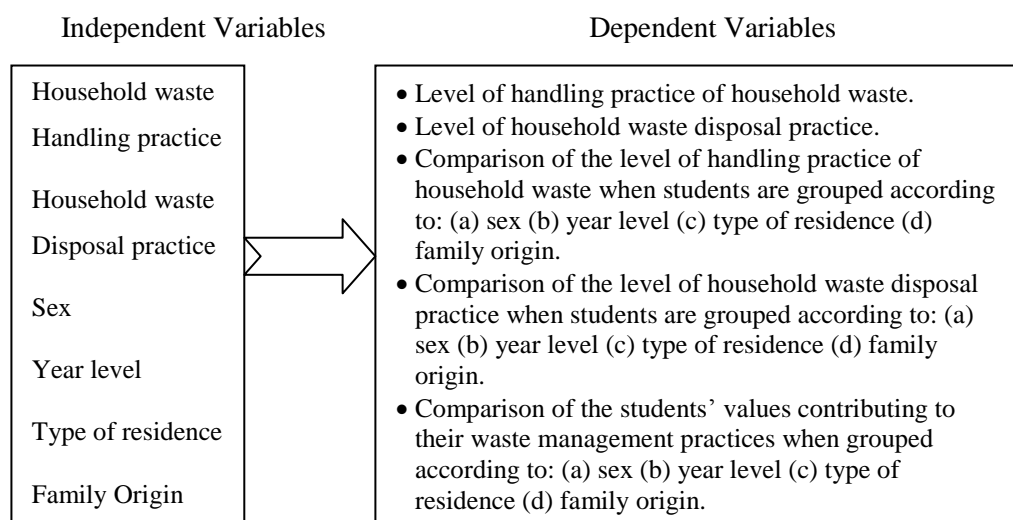 Independent Variables
Dependent Variables
Household waste
Handling practice
Household waste
Disposal practice
Sex
Year level
Type of residence
Family Origin
• Level of handling practice of household waste.
• Level of household waste disposal practice.
• Comparison of the level of handling practice of
household waste when students are grouped according
to: (a) sex (b) year level (c) type of residence (d)
family origin.
• Comparison of the level of household waste disposal
practice when students are grouped according to: (a)
sex (b) year level (c) type of residence (d) family
origin.
• Comparison of the students’ values contributing to
their waste management practices when grouped
according to: (a) sex (b) year level (c) type of
residence (d) family origin.